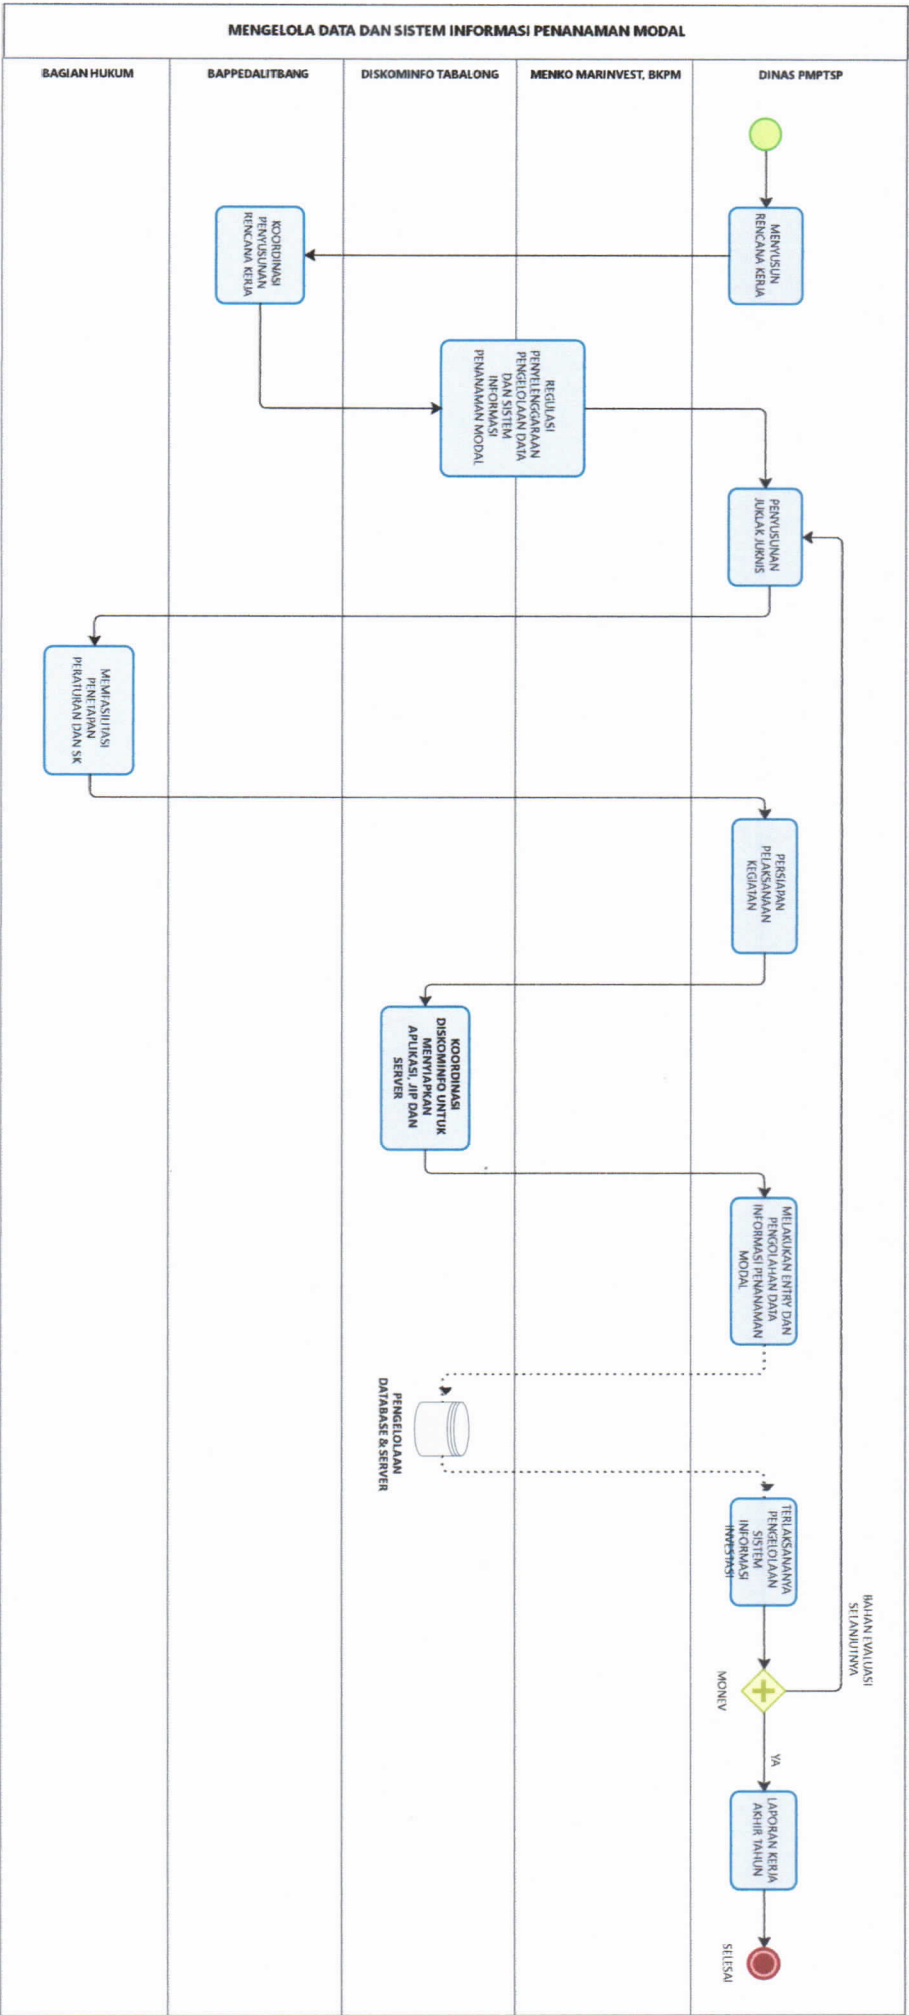 MENGELOLA DATA DAN SISTEM INFORMASI PENANAMAN MODAL
BAGIAN HUKUM
BAPPEDALITBANG
DISKOMINFO TABALONG
MENKO MARINVEST, BKPM
DINAS PMPTSP
MENYUSUN
RENCANA KERJA
KOORDINASI
PENYUSUNAN
RENCANA KERJA
REGULASI
PENYELENGGARAAN
PENGELOLAAN DATA
DAN SISTEM
INFORMASI
PENANAMAN MODAL
PENYUSUNAN
JUKLAK JUKNIS
MEMFASILITASI
PENETAPAN
PERATURAN DAN SK
PERSIAPAN
PELAKSANAAN
KEGIATAN
KOORDINASI
DISKOMINFO UNTUK
MENYIAPKAN
APLIKASI, JIP DAN
SERVER
MELAKUKAN ENTRY DAN
PENGOLAHAN DATA
INFORMASI PENANAMAN
MODAL
PENGELOLAAN
DATABASE & SERVER
TERLAKSANANYA
PENGELOLAAN
SISTEM
INFORMASI
INVESTASI
BAHAN EVALUASI
SELANJUTNYA
MONEV
YA
LAPORAN KERJA
AKHIR TAHUN
SELESAI